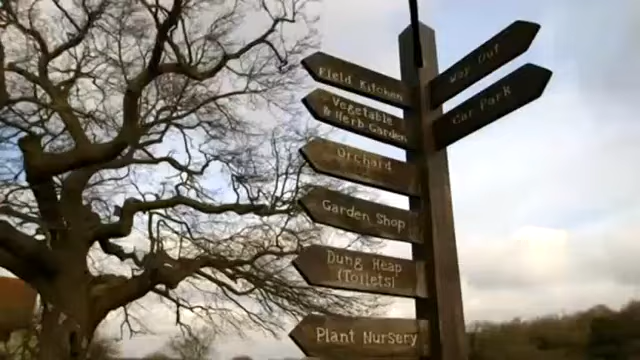 Field Kitchen
Vegetable
& Herb Garden
Orchard
Garden Shop
Dung Heap
(Toilets)
Plant Nursery
Way Out
Car Park